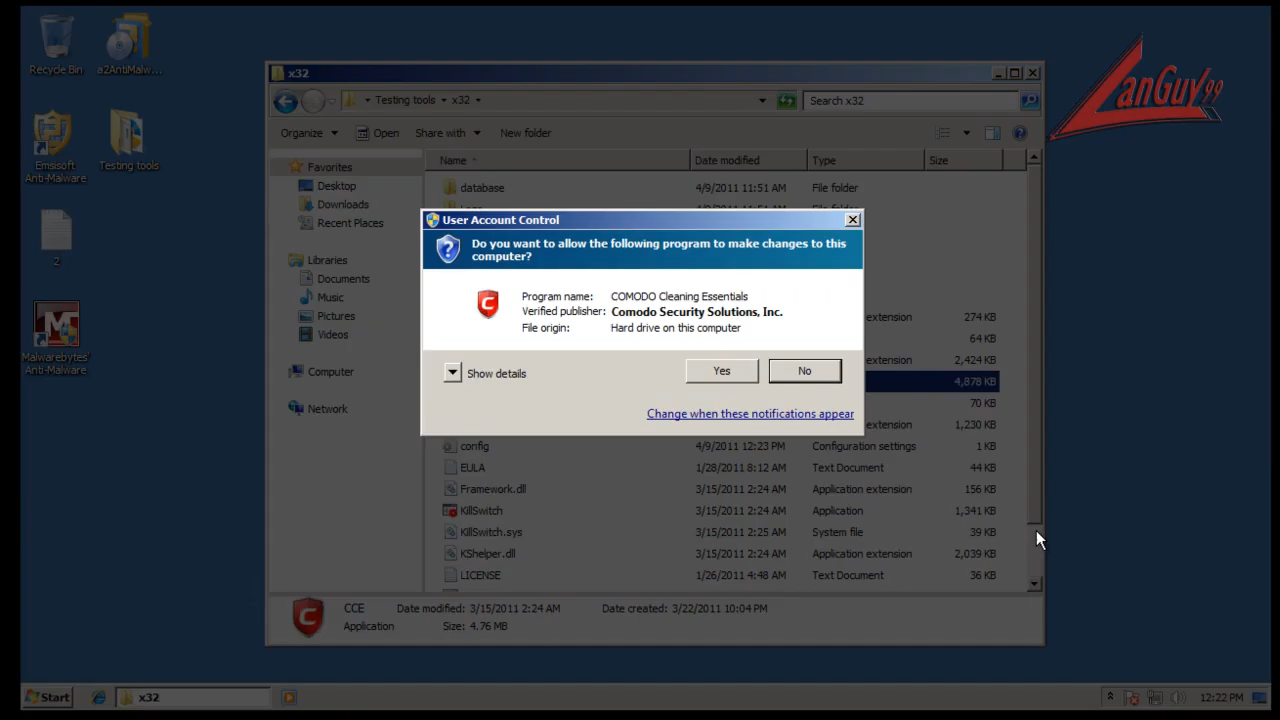 Recycle Bin
a2AntiMalw...
LanGuy99
Emsisoft
Anti-Malware
Testing tools
2
Malwarebytes'
Anti-Malware
x32
Testing tools
x32
Search x32
Organize
Open
Share with
New folder
?
Favorites
Desktop
Downloads
Recent Places
Libraries
Documents
Music
Pictures
Videos
Computer
Network
Name
Date modified
Type
Size
database 4/9/2011 11:51 AM File folder
4/9/2011 11:51 AM File folder
User Account Control
Do you want to allow the following program to make changes to this
computer?
Program name: COMODO Cleaning Essentials
Verified publisher: Comodo Security Solutions, Inc.
File origin: Hard drive on this computer
Show details
Yes
No
Change when these notifications appear
extension 274 KB
64 KB
extension 2,424 KB
4,878 KB
70 KB
extension 1,230 KB
config 4/9/2011 12:23 PM Configuration settings 1 KB
EULA 1/28/2011 8:12 AM Text Document 44 KB
Framework.dll 3/15/2011 2:24 AM Application extension 156 KB
KillSwitch 3/15/2011 2:24 AM Application 1,341 KB
KillSwitch.sys 3/15/2011 2:25 AM System file 39 KB
KShelper.dll 3/15/2011 2:24 AM Application extension 2,039 KB
LICENSE 1/26/2011 4:48 AM Text Document 36 KB
CCE Date modified: 3/15/2011 2:24 AM Date created: 3/22/2011 10:04 PM
Application Size: 4.76 MB
Start
x32
12:22 PM